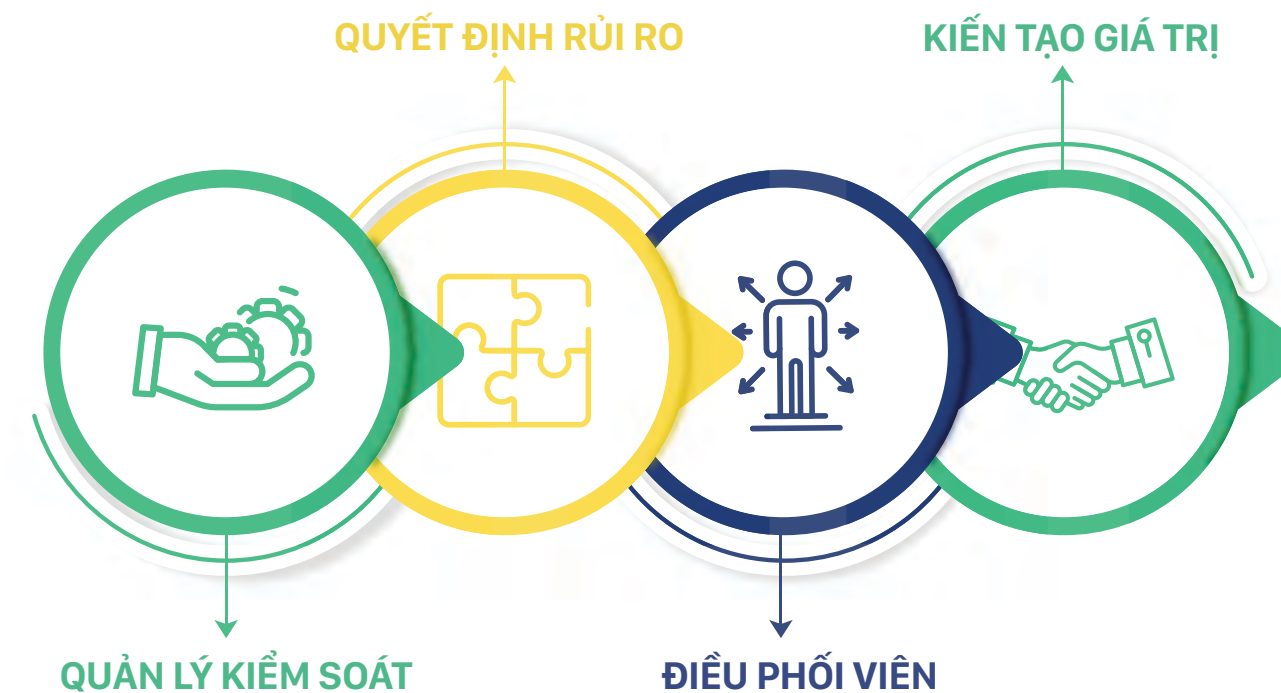 QUYẾT ĐỊNH RỦI RO
KIẾN TẠO GIÁ TRỊ
QUẢN LÝ KIỂM SOÁT
ĐIỀU PHỐI VIÊN